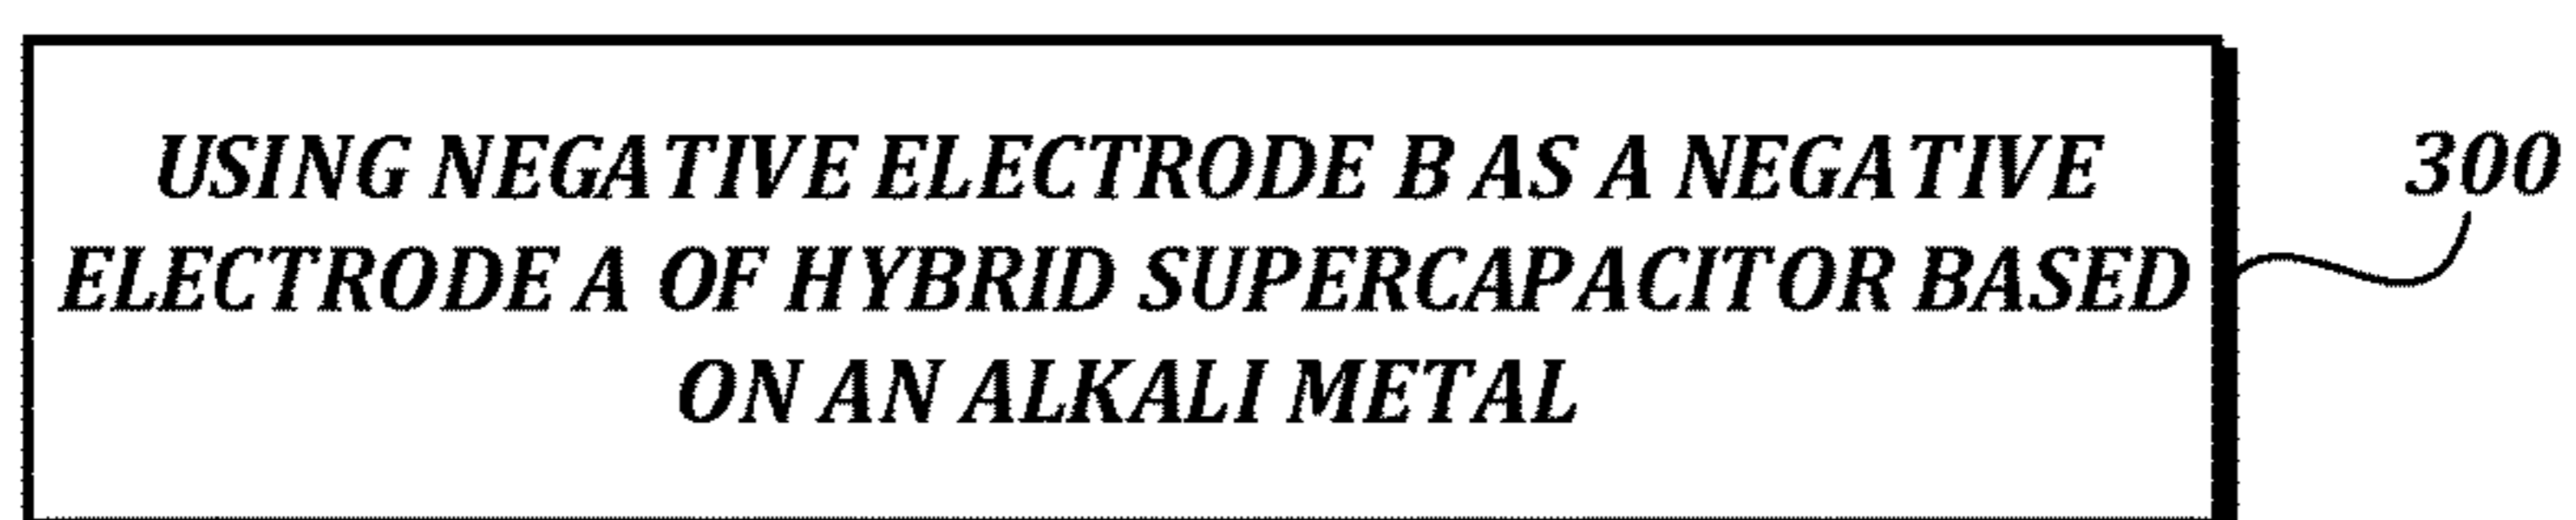 USING NEGATIVE ELECTRODE B AS A NEGATIVE
ELECTRODE A OF HYBRID SUPERCAPACITOR BASED
ON AN ALKALI METAL
300